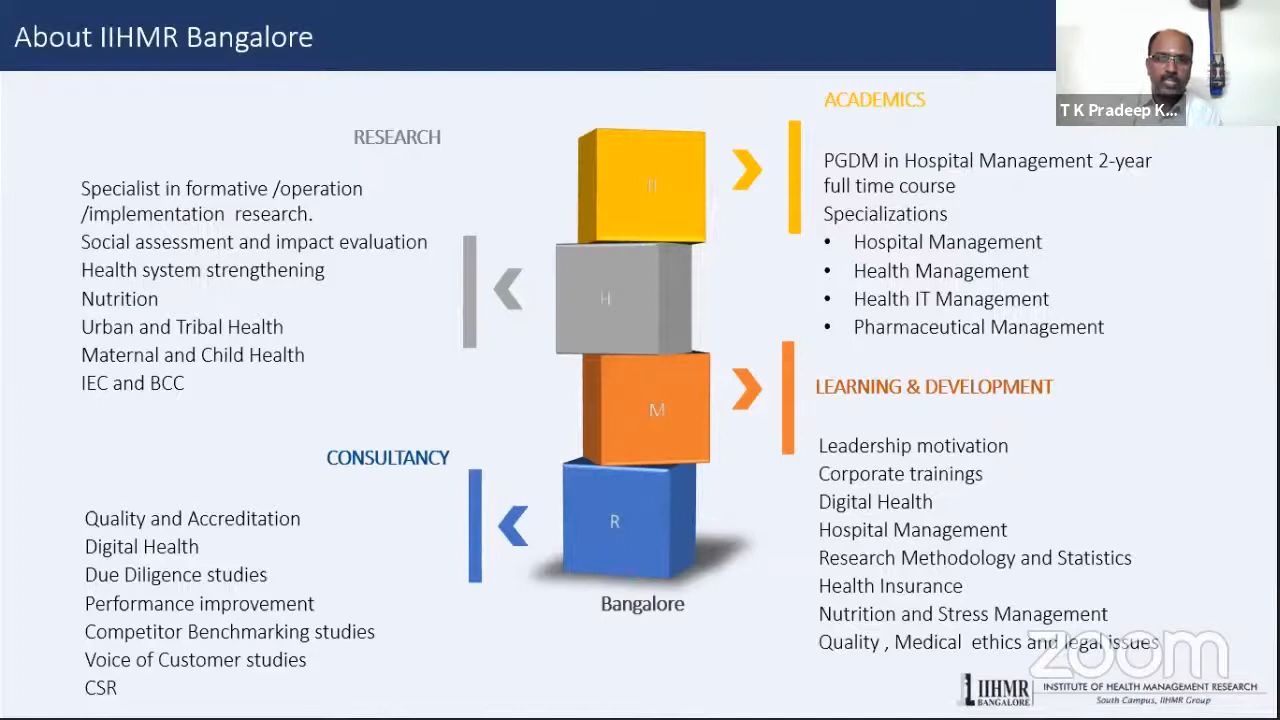 About IIHMR Bangalore
T K Pradeep K...
RESEARCH
Specialist in formative /operation
/implementation research.
Social assessment and impact evaluation
Health system strengthening
Nutrition
Urban and Tribal Health
Maternal and Child Health
IEC and BCC
CONSULTANCY
Quality and Accreditation
Digital Health
Due Diligence studies
Performance improvement
Competitor Benchmarking studies
Voice of Customer studies
CSR
II
H
M
R
Bangalore
ACADEMICS
PGDM in Hospital Management 2-year
full time course
Specializations
• Hospital Management
• Health Management
• Health IT Management
• Pharmaceutical Management
LEARNING & DEVELOPMENT
Leadership motivation
Corporate trainings
Digital Health
Hospital Management
Research Methodology and Statistics
Health Insurance
Nutrition and Stress Management
Quality , Medical ethics and legal issues
zoom
IIHMR
BANGALORE
INSTITUTE OF HEALTH MANAGEMENT RESEARCH
South Campus, IIHMR Group